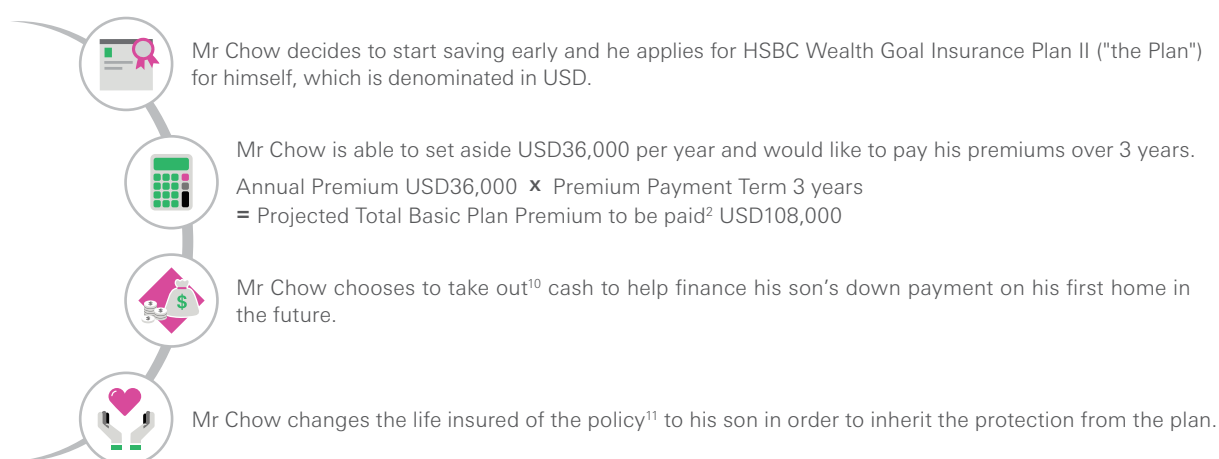 Mr Chow decides to start saving early and he applies for HSBC Wealth Goal Insurance Plan II ("the Plan")
for himself, which is denominated in USD.
Mr Chow is able to set aside USD36,000 per year and would like to pay his premiums over 3 years.
Annual Premium USD36,000 x Premium Payment Term 3 years
= Projected Total Basic Plan Premium to be paid² USD108,000
Mr Chow chooses to take out¹⁰ cash to help finance his son’s down payment on his first home in
the future.
$
Mr Chow changes the life insured of the policy¹¹ to his son in order to inherit the protection from the plan.